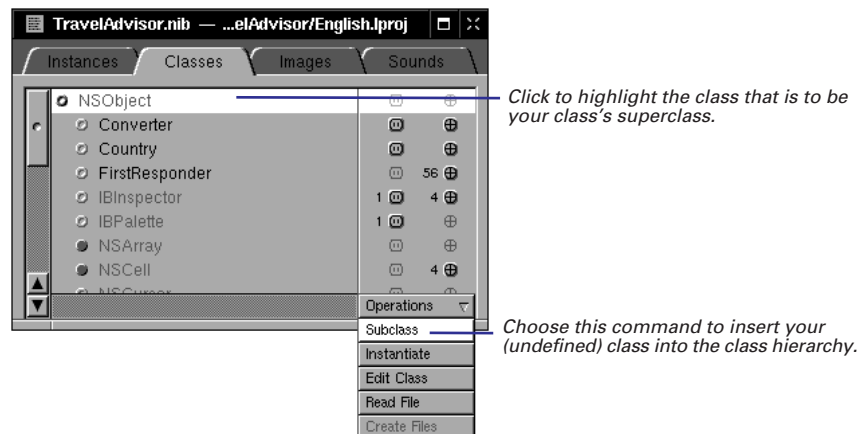 TravelAdvisor.nib — ...elAdvisor/English.lproj
Instances Classes Images Sounds
NSObject
Click to highlight the class that is to be
your class's superclass.
Converter
Country
FirstResponder 56
IBInspector 1 4
IBPalette 1
NSArray
NSCell 4
NSCursor
Operations
Subclass
Choose this command to insert your
(undefined) class into the class hierarchy.
Instantiate
Edit Class
Read File
Create Files